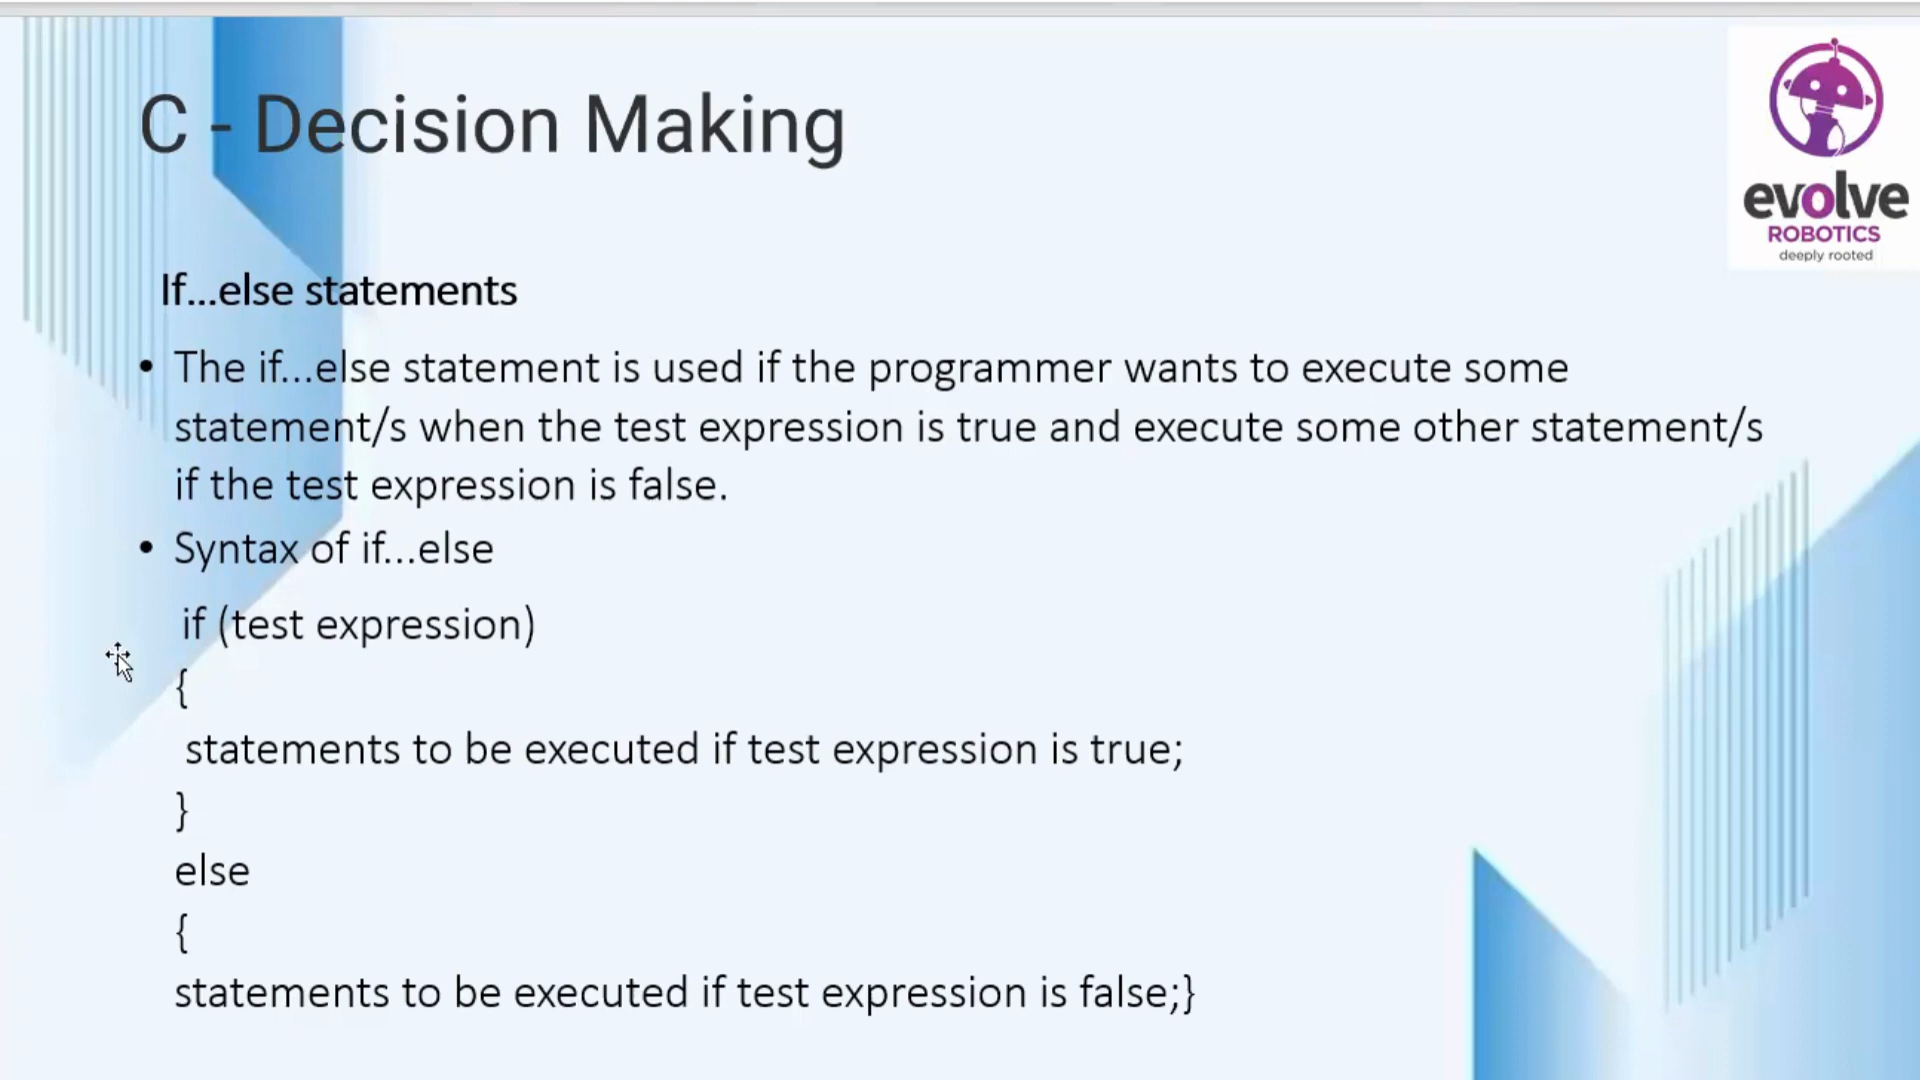 C - Decision Making
evolve
ROBOTICS
deeply rooted
If...else statements
• The if...else statement is used if the programmer wants to execute some
statement/s when the test expression is true and execute some other statement/s
if the test expression is false.
• Syntax of if...else
if (test expression)
{
statements to be executed if test expression is true;
}
else
{
statements to be executed if test expression is false;}